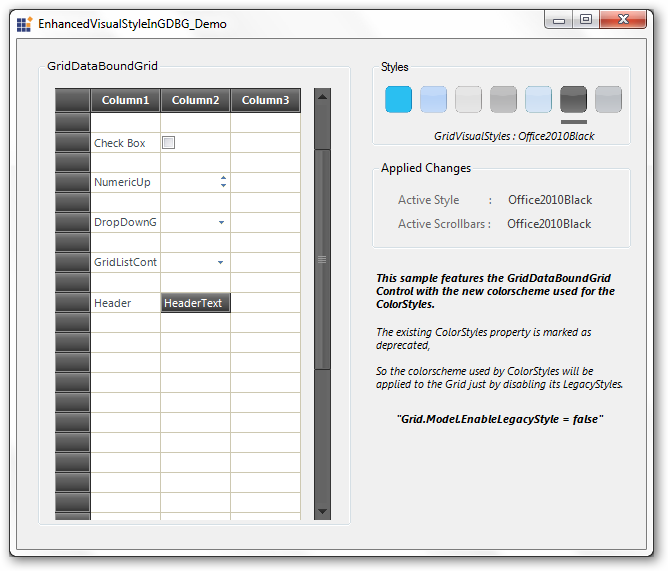 EnhancedVisualStyleInGDBG_Demo
GridDataBoundGrid
Column1 Column2 Column3
Check Box
NumericUp
DropDownG
GridListCont
Header HeaderText
Styles
GridVisualStyles : Office2010Black
Applied Changes
Active Style : Office2010Black
Active Scrollbars : Office2010Black
This sample features the GridDataBoundGrid
Control with the new colorscheme used for the
ColorStyles.
The existing ColorStyles property is marked as
deprecated,
So the colorscheme used by ColorStyles will be
applied to the Grid just by disabling its LegacyStyles.
"Grid.Model.EnableLegacyStyle = false"